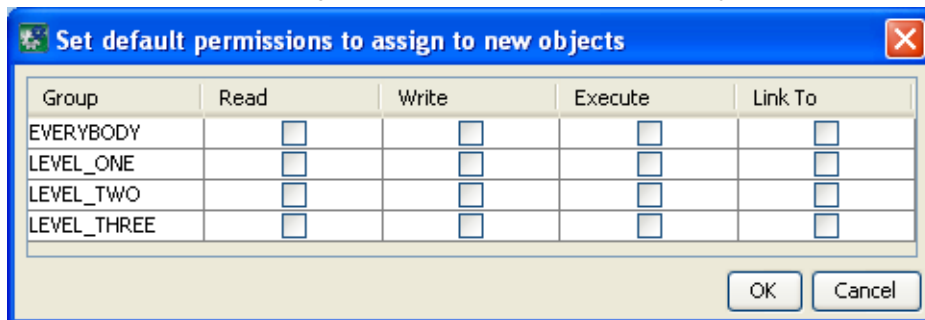 Set default permissions to assign to new objects
Group Read Write Execute Link To
EVERYBODY
LEVEL_ONE
LEVEL_TWO
LEVEL_THREE
OK Cancel